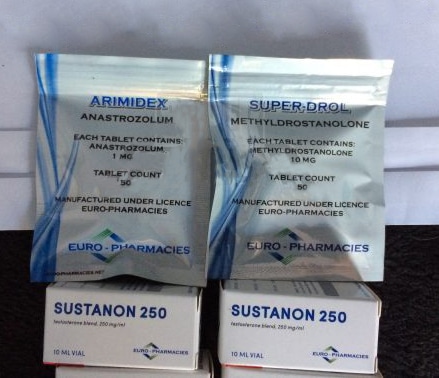 ARIMIDEX
ANASTROZOLUM
EACH TABLET CONTAINS:
ANASTROZOLUM
1 MG
TABLET COUNT
50
MANUFACTURED UNDER LICENCE
EURO-PHARMACIES
EURO - PHARMACIES
RO-PHARMACIES.NET
SUPER-DROL
METHYLDROSTANOLONE
EACH TABLET CONTAINS:
METHYLDROSTANOLONE
10 MG
TABLET COUNT
50
MANUFACTURED UNDER LICENCE
EURO-PHARMACIES
EURO - PHARMACIES
SUSTANON 250
testosterone blend, 250 mg/ml
10 ML VIAL
EURO - PHARMACIES
SUSTANON 250
testosterone blend, 250 mg/ml
10 ML VIAL
EURO - PHARMACIES